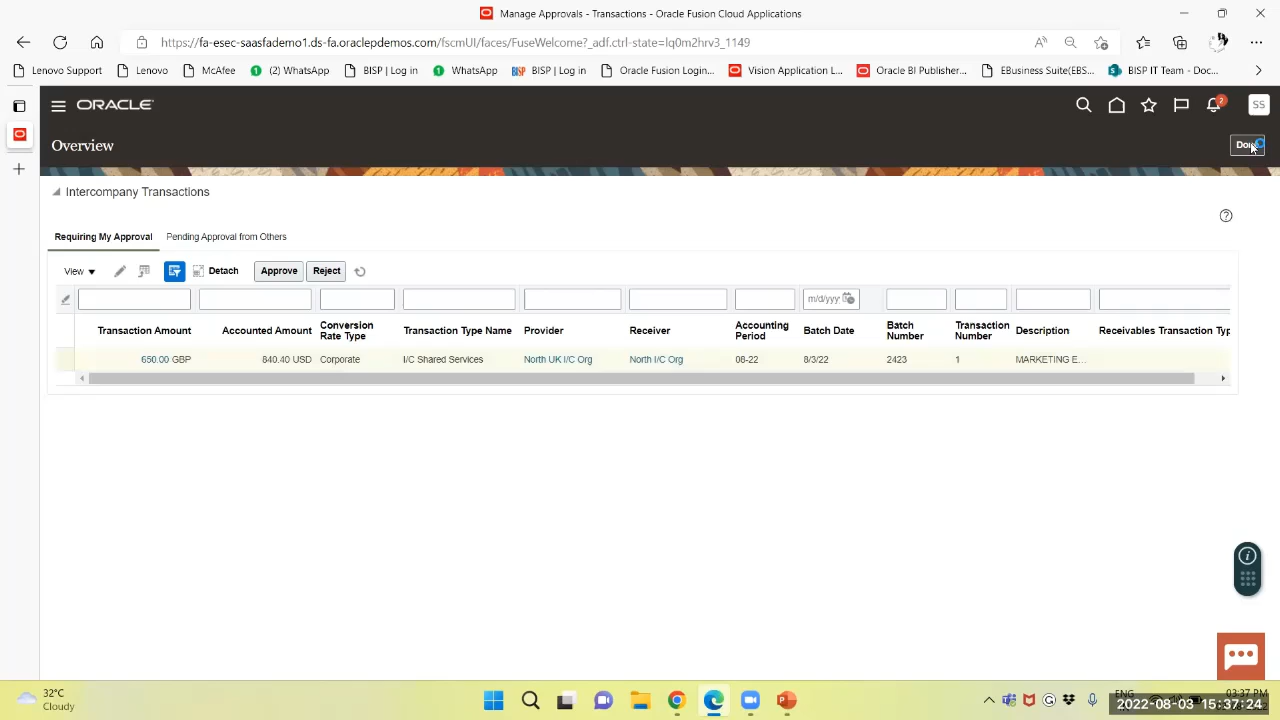 Manage Approvals - Transactions - Oracle Fusion Cloud Applications
https://fa-esec-saasfademo1.ds-fa.oraclepdemos.com/fscmUI/faces/FuseWelcome?_adf.ctrl-state=lq0m2hrv3_1149
Lenovo Support Lenovo McAfee (2) WhatsApp BISP | Log in WhatsApp BISP | Log in Oracle Fusion Login... Vision Application L... Oracle BI Publisher... EBusiness Suite(EBS... BISP IT Team - Doc...
ORACLE
2
SS
Overview
Intercompany Transactions
Requiring My Approval Pending Approval from Others
View Detach Approve Reject
m/d/yyy
Transaction Amount Accounted Amount Conversion Rate Type Transaction Type Name Provider Receiver Accounting Period Batch Date Batch Number Transaction Number Description Receivables Transaction Typ
650.00 GBP 840.40 USD Corporate I/C Shared Services North UK I/C Org North I/C Org 08-22 8/3/22 2423 1 MARKETING E...
32°C
Cloudy
ENG
03:37 PM
2022-08-03 15:37:24